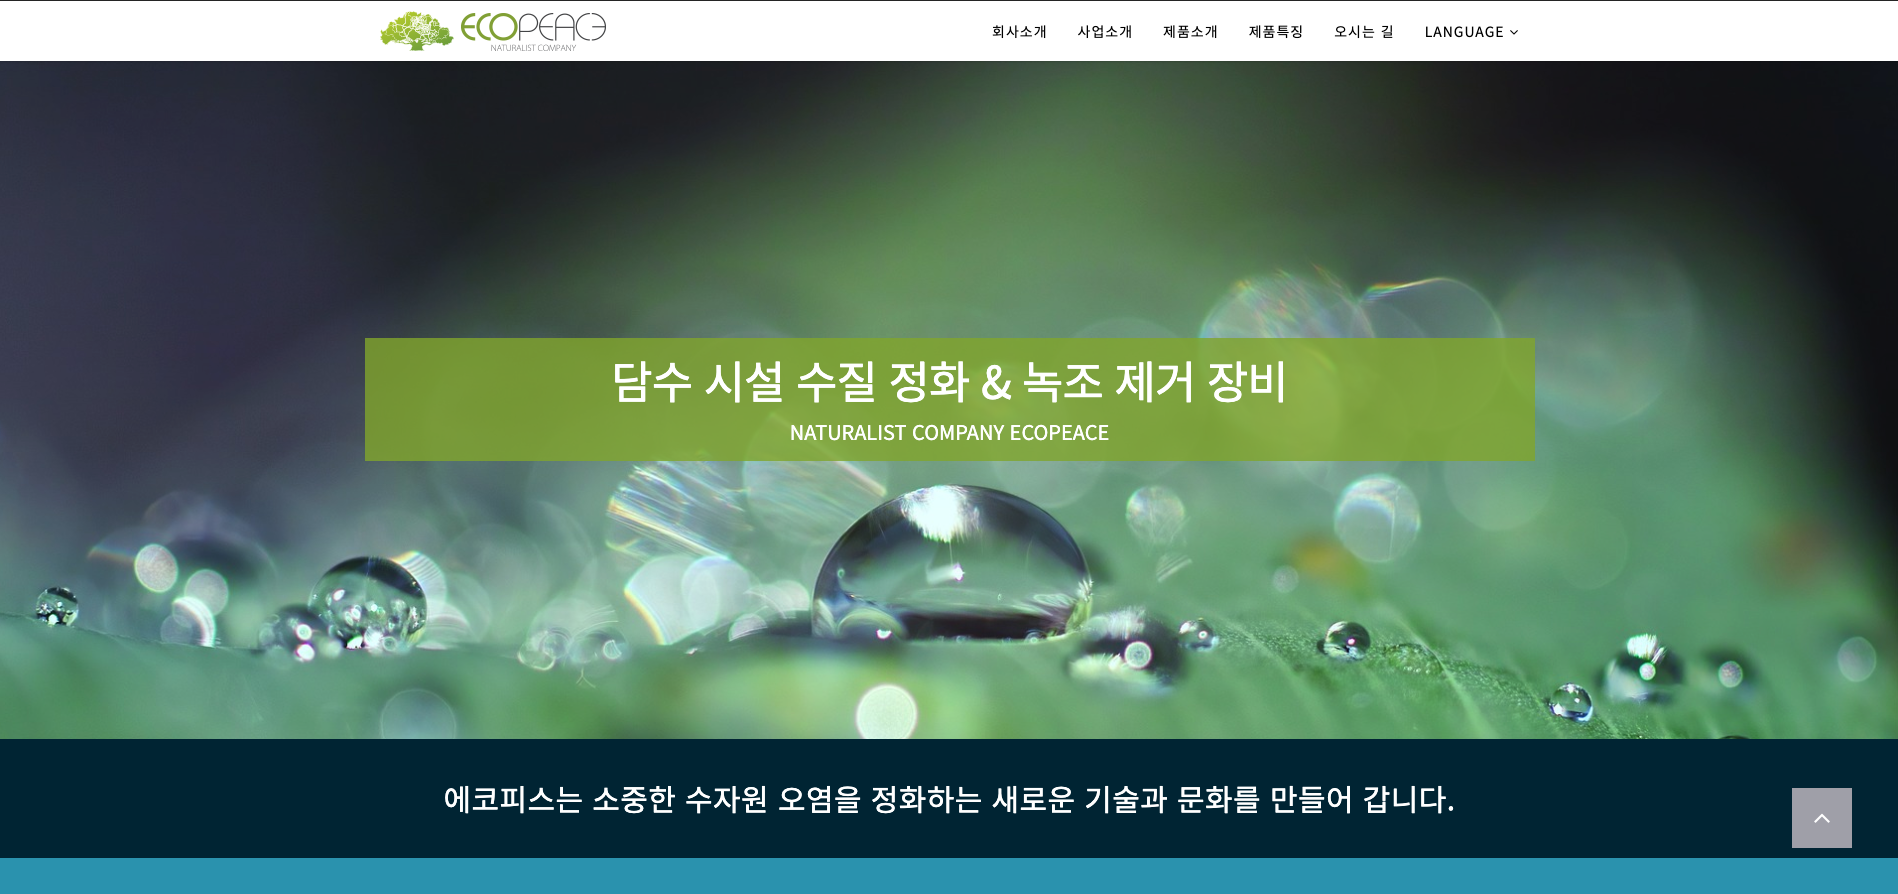 ECOPEACE
NATURALIST COMPANY
회사소개 사업소개 제품소개 제품특징 오시는 길 LANGUAGE
담수 시설 수질 정화 & 녹조 제거 장비
NATURALIST COMPANY ECOPEACE
에코피스는 소중한 수자원 오염을 정화하는 새로운 기술과 문화를 만들어 갑니다.